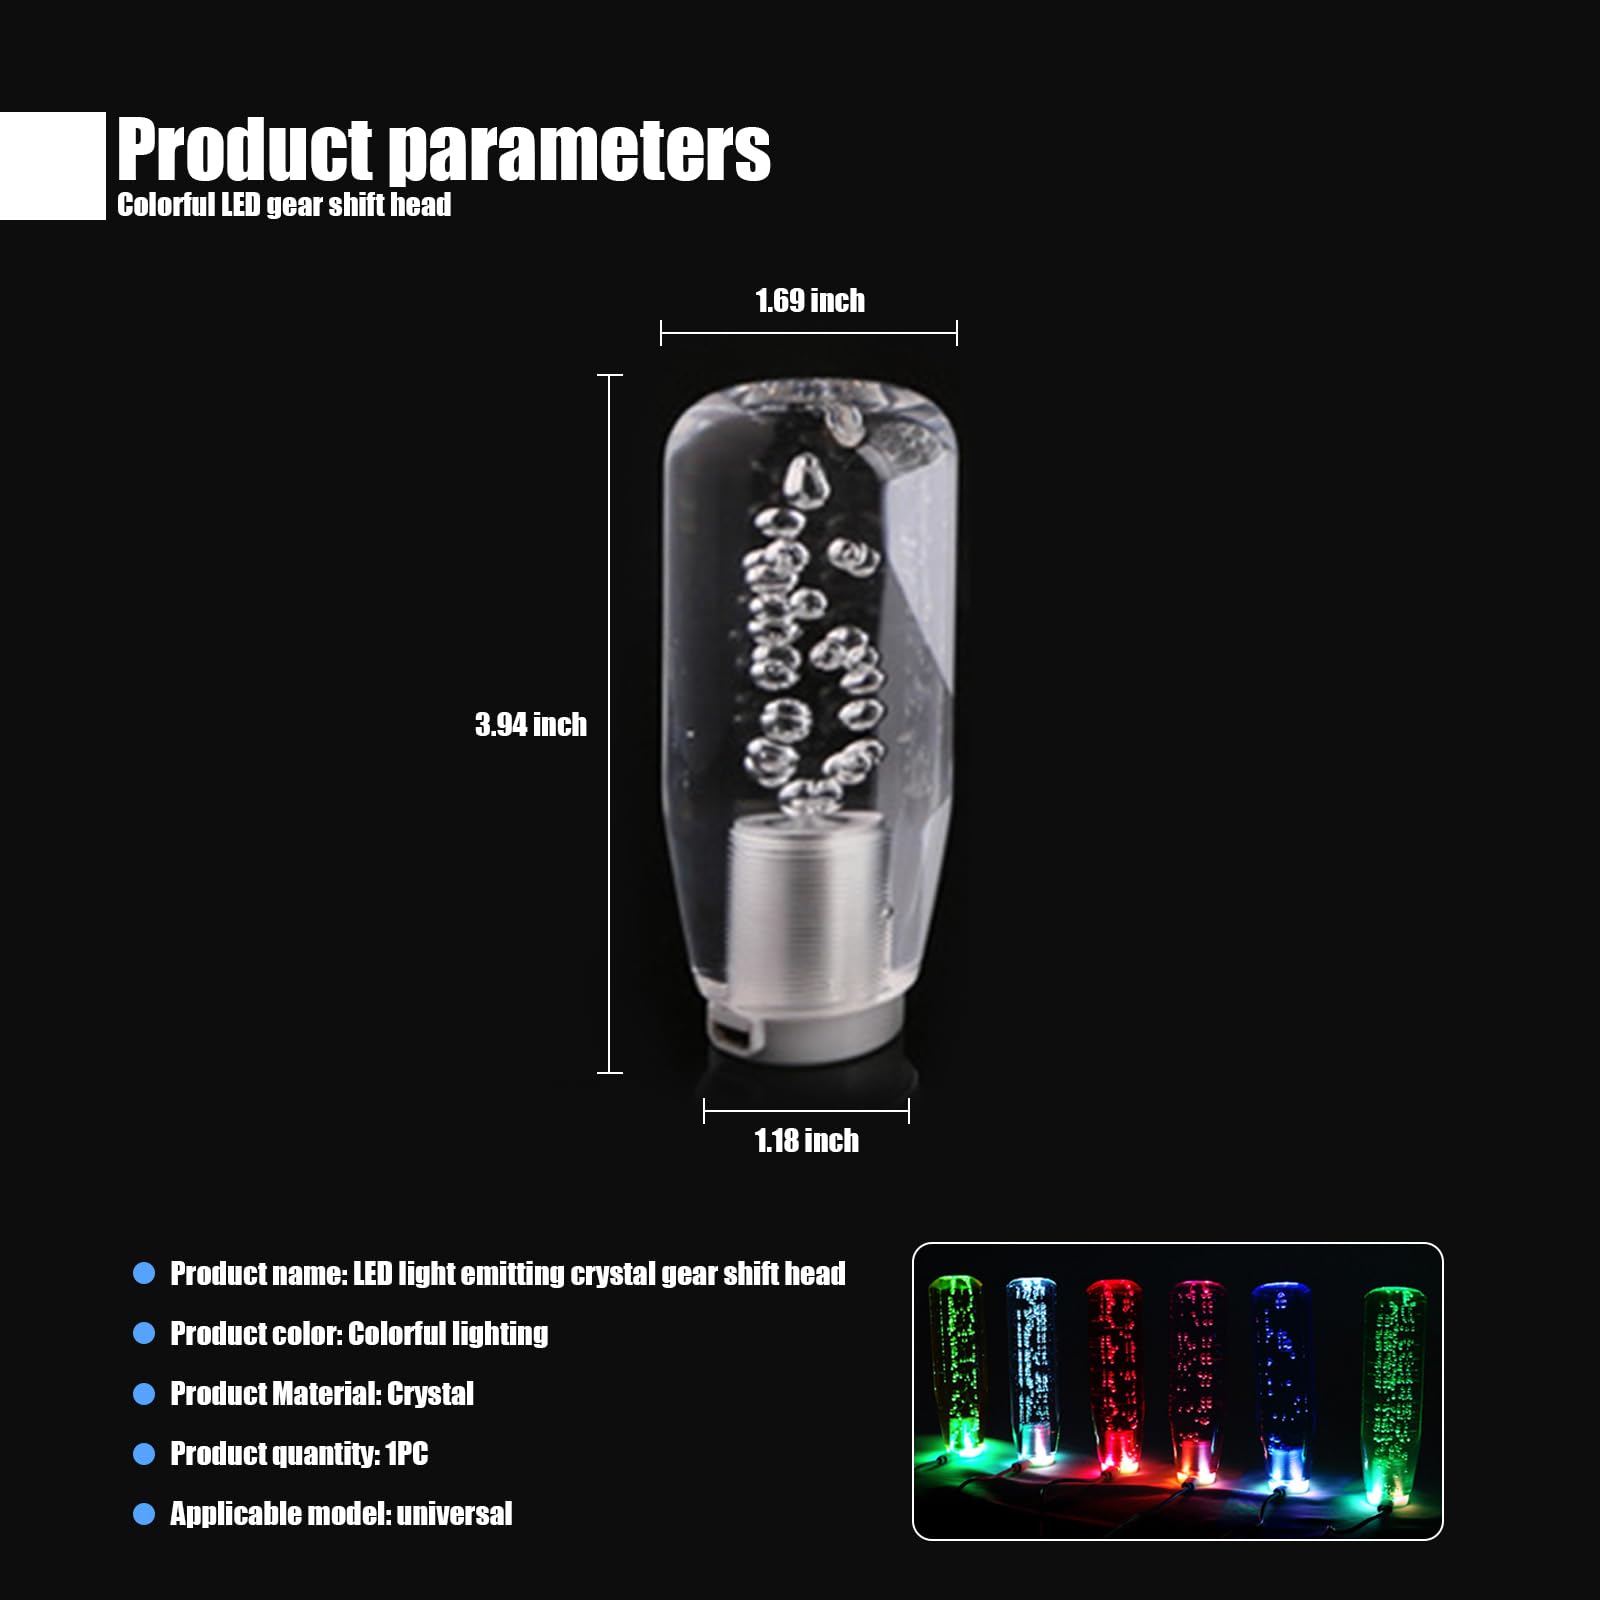 Product parameters
Colorful LED gear shift head
1.69 inch
3.94 inch
1.18 inch
Product name: LED light emitting crystal gear shift head
Product color: Colorful lighting
Product Material: Crystal
Product quantity: 1PC
Applicable model: universal